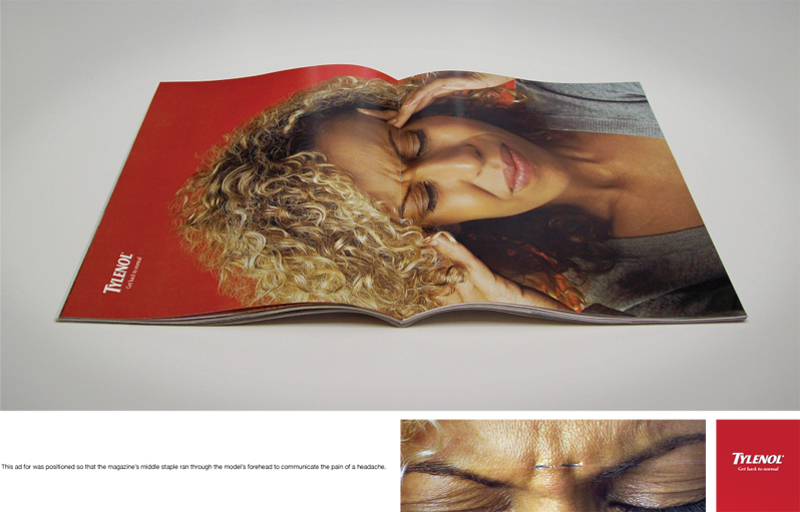 TYLENOL®
Get back to normal
This ad for was positioned so that the magazine's middle staple ran through the model's forehead to communicate the pain of a headache.
TYLENOL®
Get back to normal